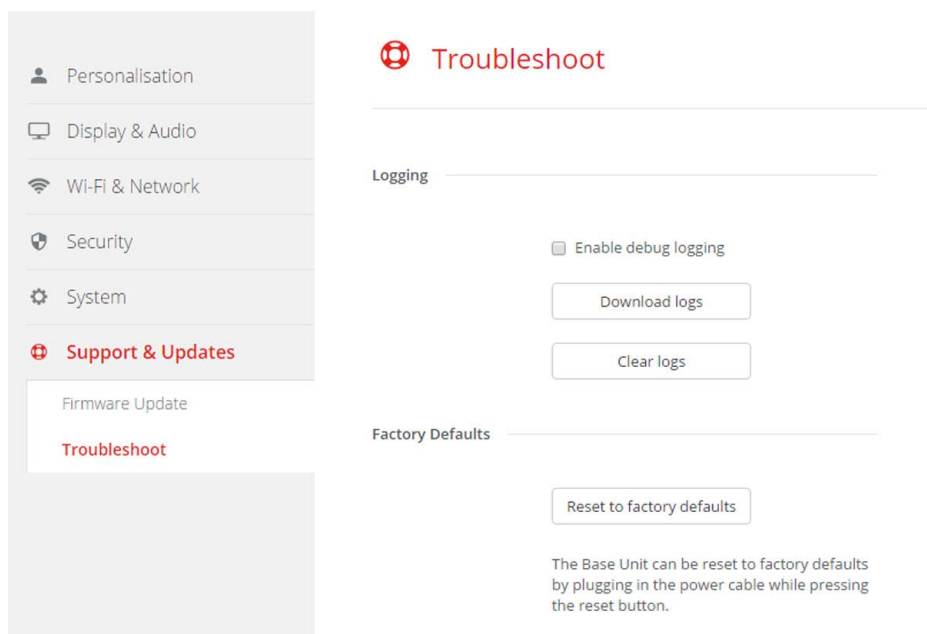 Personalisation
Display & Audio
Wi-Fi & Network
Security
System
Support & Updates
Firmware Update
Troubleshoot
Troubleshoot
Logging
Enable debug logging
Download logs
Clear logs
Factory Defaults
Reset to factory defaults
The Base Unit can be reset to factory defaults
by plugging in the power cable while pressing
the reset button.